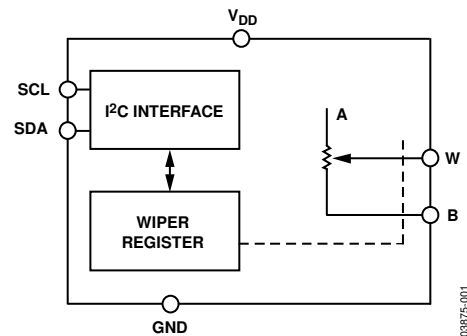 VDD
SCL
I2C INTERFACE
SDA
A
W
WIPER
REGISTER
B
GND
03875-001